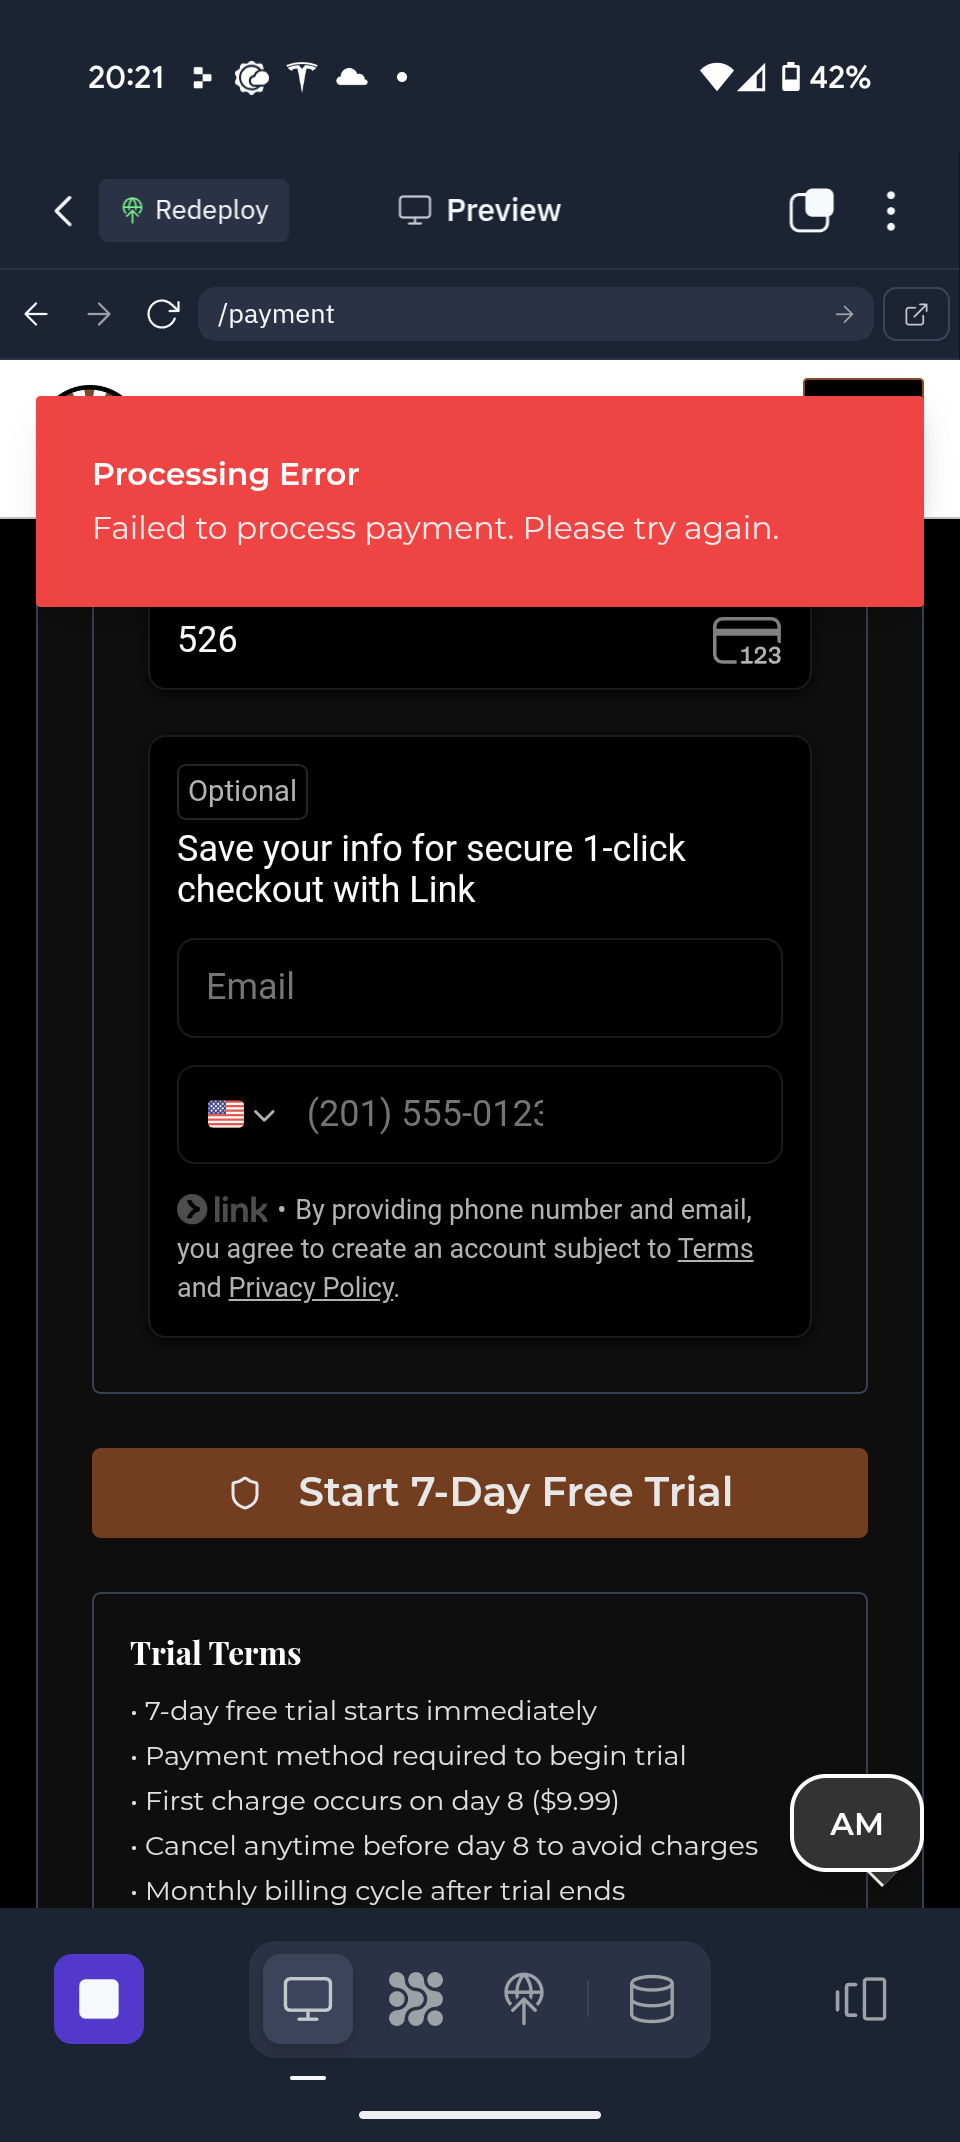 20:21
42%
Redeploy
Preview
/payment
Processing Error
Failed to process payment. Please try again.
526
123
Optional
Save your info for secure 1-click
checkout with Link
Email
(201) 555-0123
link • By providing phone number and email,
you agree to create an account subject to Terms
and Privacy Policy.
Start 7-Day Free Trial
Trial Terms
• 7-day free trial starts immediately
• Payment method required to begin trial
• First charge occurs on day 8 ($9.99)
• Cancel anytime before day 8 to avoid charges
• Monthly billing cycle after trial ends
AM